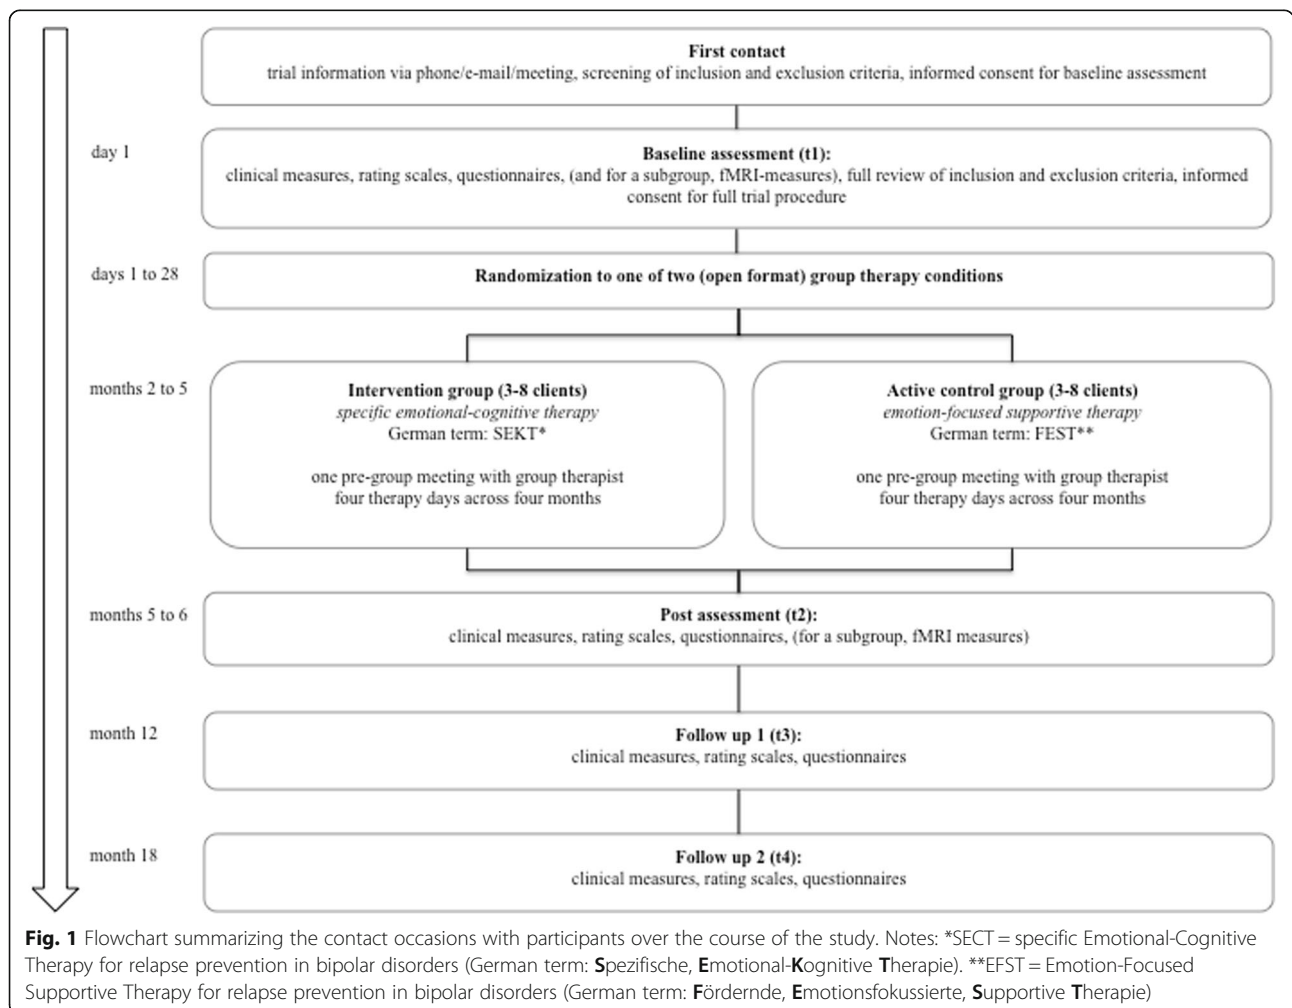 First contact
trial information via phone/e-mail/meeting, screening of inclusion and exclusion criteria, informed consent for baseline assessment
day 1
Baseline assessment (t1):
clinical measures, rating scales, questionnaires, (and for a subgroup, fMRI-measures), full review of inclusion and exclusion criteria, informed
consent for full trial procedure
days 1 to 28
Randomization to one of two (open format) group therapy conditions
months 2 to 5
Intervention group (3-8 clients)
specific emotional-cognitive therapy
German term: SEKT*
one pre-group meeting with group therapist
four therapy days across four months
Active control group (3-8 clients)
emotion-focused supportive therapy
German term: FEST**
one pre-group meeting with group therapist
four therapy days across four months
months 5 to 6
Post assessment (t2):
clinical measures, rating scales, questionnaires, (for a subgroup, fMRI measures)
month 12
Follow up 1 (t3):
clinical measures, rating scales, questionnaires
month 18
Follow up 2 (t4):
clinical measures, rating scales, questionnaires
Fig. 1 Flowchart summarizing the contact occasions with participants over the course of the study. Notes: *SECT = specific Emotional-Cognitive
Therapy for relapse prevention in bipolar disorders (German term: Spezifische, Emotional-Kognitive Therapie). **EFST = Emotion-Focused
Supportive Therapy for relapse prevention in bipolar disorders (German term: Fördernde, Emotionsfokussierte, Supportive Therapie)